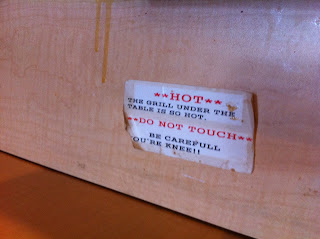 **HOT**
THE GRILL UNDER THE
TABLE IS SO HOT.
**DO NOT TOUCH**
BE CAREFULL
OU'RE KNEE!!